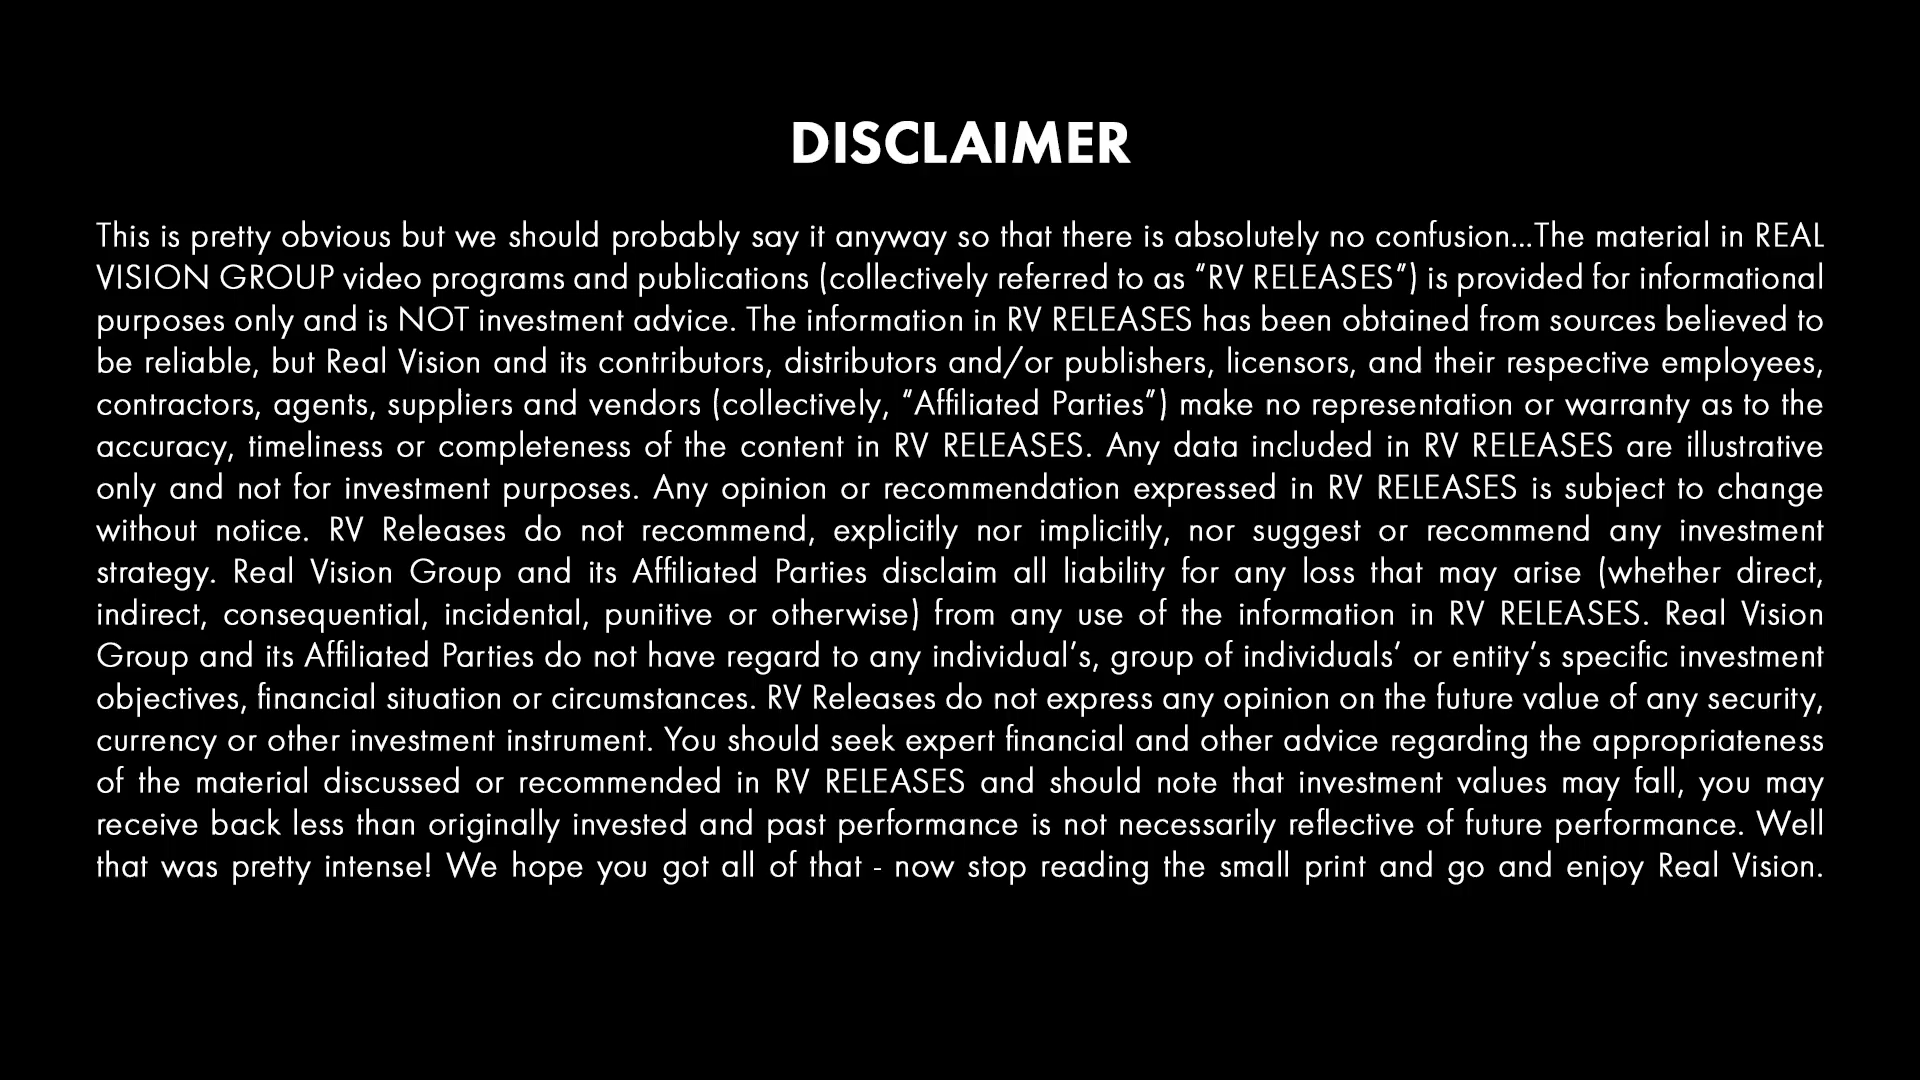 DISCLAIMER
This is pretty obvious but we should probably say it anyway so that there is absolutely no confusion...The material in REAL
VISION GROUP video programs and publications (collectively referred to as “RV RELEASES”) is provided for informational
purposes only and is NOT investment advice. The information in RV RELEASES has been obtained from sources believed to
be reliable, but Real Vision and its contributors, distributors and/or publishers, licensors, and their respective employees,
contractors, agents, suppliers and vendors (collectively, “Affiliated Parties”) make no representation or warranty as to the
accuracy, timeliness or completeness of the content in RV RELEASES. Any data included in RV RELEASES are illustrative
only and not for investment purposes. Any opinion or recommendation expressed in RV RELEASES is subject to change
without notice. RV Releases do not recommend, explicitly nor implicitly, nor suggest or recommend any investment
strategy. Real Vision Group and its Affiliated Parties disclaim all liability for any loss that may arise (whether direct,
indirect, consequential, incidental, punitive or otherwise) from any use of the information in RV RELEASES. Real Vision
Group and its Affiliated Parties do not have regard to any individual’s, group of individuals’ or entity’s specific investment
objectives, financial situation or circumstances. RV Releases do not express any opinion on the future value of any security,
currency or other investment instrument. You should seek expert financial and other advice regarding the appropriateness
of the material discussed or recommended in RV RELEASES and should note that investment values may fall, you may
receive back less than originally invested and past performance is not necessarily reflective of future performance. Well
that was pretty intense! We hope you got all of that - now stop reading the small print and go and enjoy Real Vision.